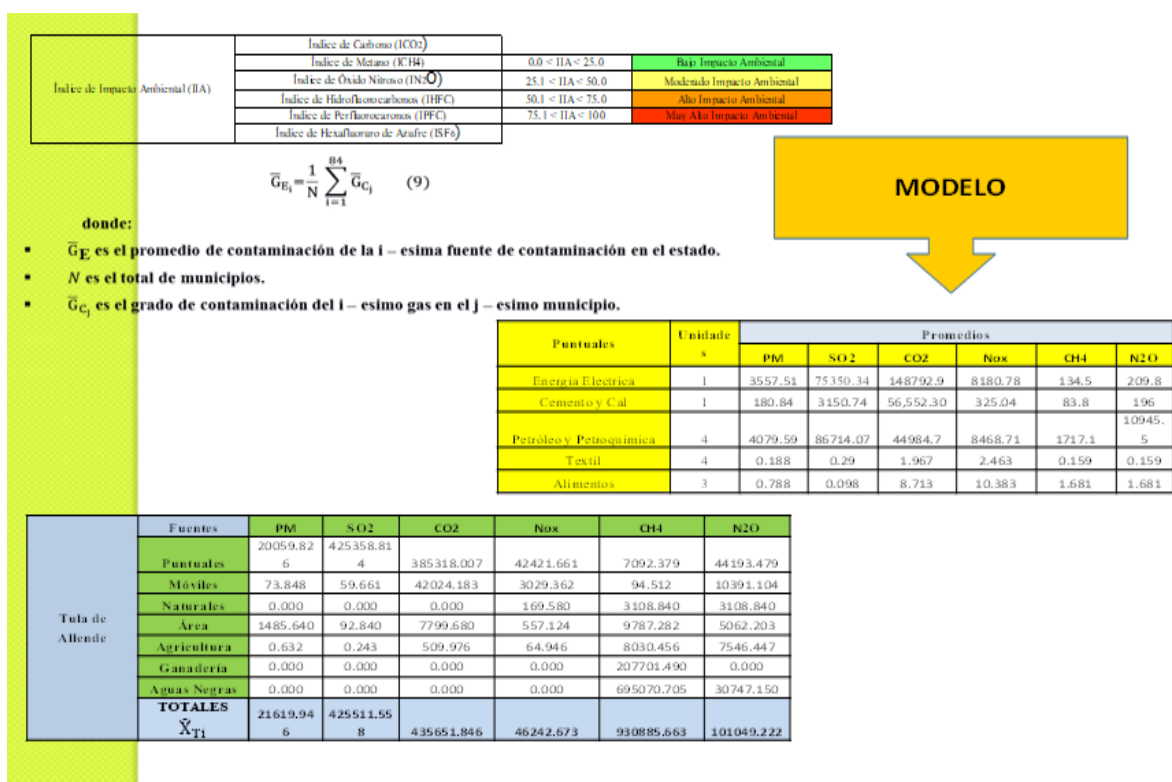 Índice de Impacto Ambiental (IIA)
Índice de Carbono (ICO2)
Índice de Metano (ICH4) 0.0 < IIA < 25.0 Bajo Impacto Ambiental
Índice de Óxido Nitroso (IN2O) 25.1 < IIA < 50.0 Moderado Impacto Ambiental
Índice de Hidrofluorocarbonos (IHFC) 50.1 < IIA < 75.0 Alto Impacto Ambiental
Índice de Perfluorocaronos (IPFC) 75.1 < IIA < 100 Muy Alto Impacto Ambiental
Índice de Hexafluoruro de Azufre (ISF6)
G̅Ei = 1/N ∑ i=1 84 G̅Cj (9)
MODELO
donde:
▪ G̅E es el promedio de contaminación de la i – esima fuente de contaminación en el estado.
▪ N es el total de municipios.
▪ G̅Cj es el grado de contaminación del i – esimo gas en el j – esimo municipio.
Puntuales Unidades Promedios
PM SO2 CO2 Nox CH4 N2O
Energía Electrica 1 3557.51 75350.34 148792.9 8180.78 134.5 209.8
Cemento y Cal 1 180.84 3150.74 56,552.30 325.04 83.8 196
Petróleo y Petroquimica 4 4079.59 86714.07 44984.7 8468.71 1717.1 10945.5
Textil 4 0.188 0.29 1.967 2.463 0.159 0.159
Alimentos 3 0.788 0.098 8.713 10.383 1.681 1.681
Tula de Allende
Fuentes PM SO2 CO2 Nox CH4 N2O
Puntuales 20059.826 425358.814 385318.007 42421.661 7092.379 44193.479
Móviles 73.848 59.661 42024.183 3029.362 94.512 10391.104
Naturales 0.000 0.000 0.000 169.580 3108.840 3108.840
Área 1485.640 92.840 7799.680 557.124 9787.282 5062.203
Agricultura 0.632 0.243 509.976 64.946 8030.456 7546.447
Ganadería 0.000 0.000 0.000 0.000 207701.490 0.000
Aguas Negras 0.000 0.000 0.000 0.000 695070.705 30747.150
TOTALES X̄Ti 21619.946 425511.558 435651.846 46242.673 930885.663 101049.222